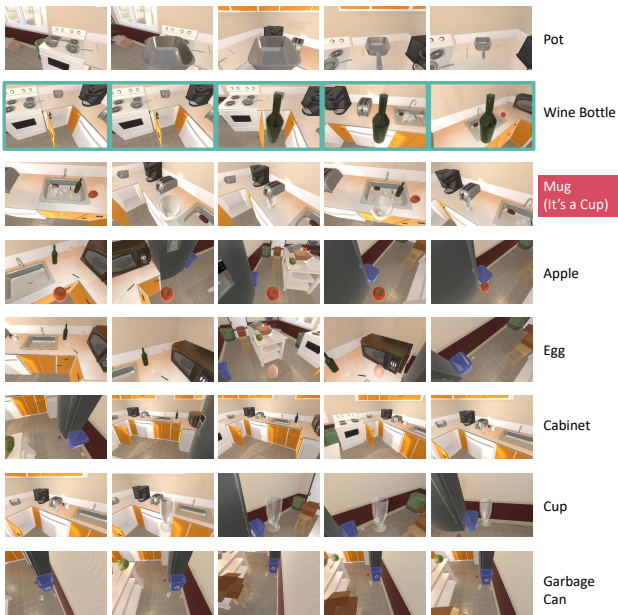 Pot
Wine Bottle
Mug
(It's a Cup)
Apple
Egg
Cabinet
Cup
Garbage
Can